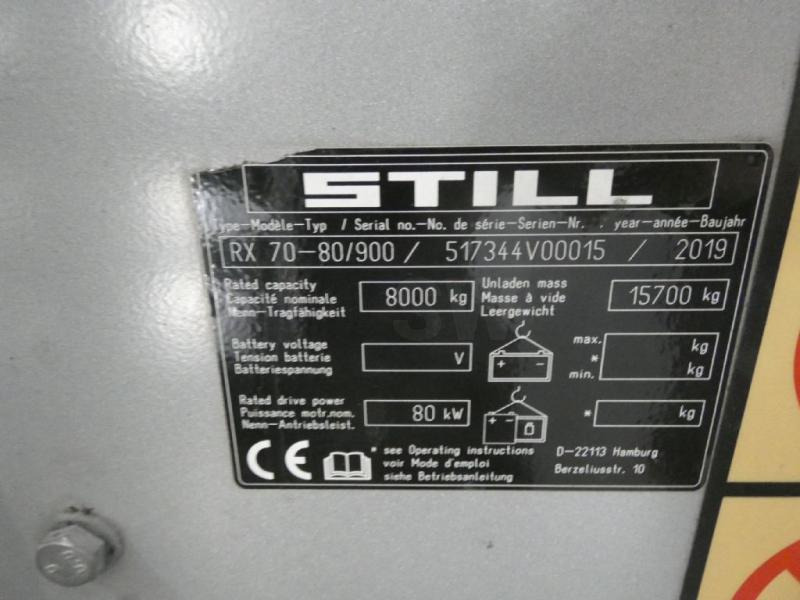 STILL
Type-Modèle-Typ / Serial no.-No. de série-Serien-Nr. . year-année-Baujahr
RX 70-80/900 / 517344V00015 / 2019
Rated capacity
Capacité nominale
Nenn-Tragfähigkeit
8000 kg
Unladen mass
Masse à vide
Leergewicht
15700 kg
Battery voltage
Tension batterie
Batteriespannung
V
+ -
max. kg
*
min. kg
Rated drive power
Puissance motr.nom.
Nenn-Antriebsleist.
80 kW
+ -
* kg
CE
* see Operating instructions
voir Mode d'emploi
siehe Betriebsanleitung
D-22113 Hamburg
Berzeliusstr. 10